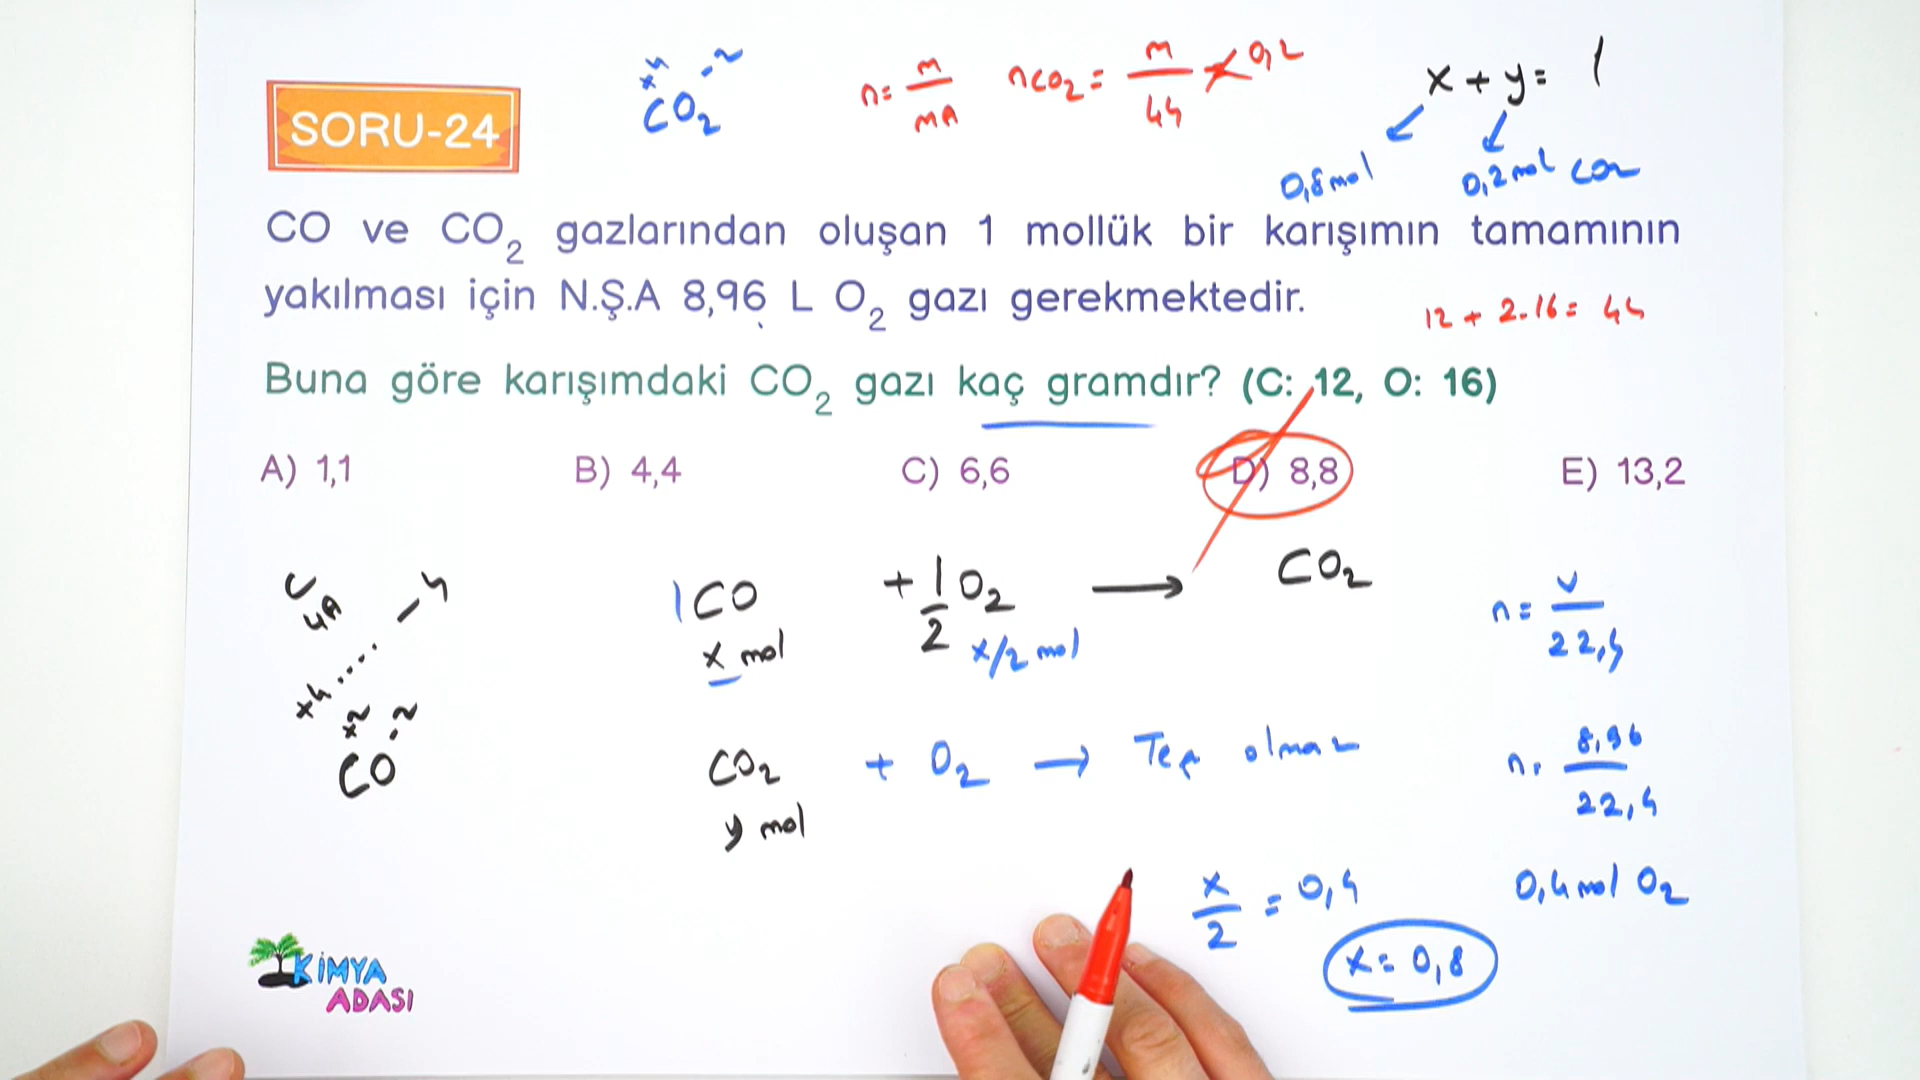 +4 -2
CO2
n = m / MA
nCO2 = m / 44 0,2
x + y = 1
0,8 mol
0,2 mol CO2
SORU-24
CO ve CO2 gazlarından oluşan 1 mollük bir karışımın tamamının
yakılması için N.Ş.A 8,96 L O2 gazı gerekmektedir.
12 + 2.16 = 44
Buna göre karışımdaki CO2 gazı kaç gramdır? (C: 12, O: 16)
A) 1,1 B) 4,4 C) 6,6 D) 8,8 E) 13,2
4A
-4
+4
+2 -2
CO
1CO + 1/2 O2 → CO2
x mol x/2 mol
n = v / 22,4
CO2 + O2 → Tep olmaz
y mol
n = 8,96 / 22,4
0,4 mol O2
x/2 = 0,4
x = 0,8
KİMYA
ADASI